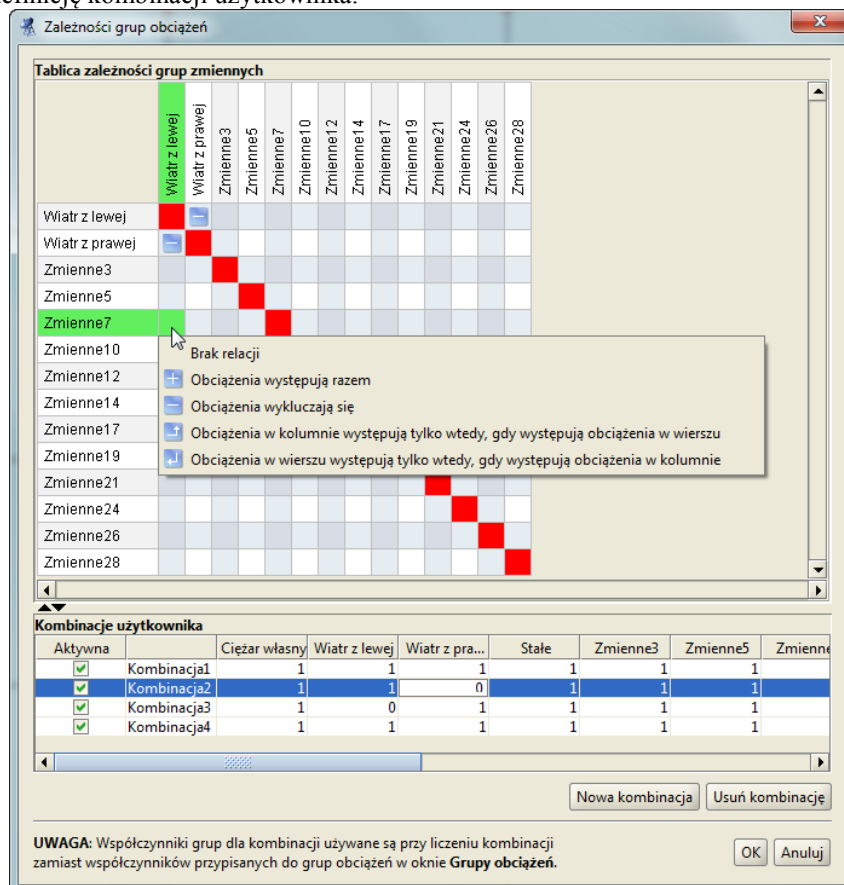 definicję kombinacji użytkownika.
Zależności grup obciążeń
Tablica zależności grup zmiennych
Wiatr z lewej
Wiatr z prawej
Zmienne3
Zmienne5
Zmienne7
Zmienne10
Zmienne12
Zmienne14
Zmienne17
Zmienne19
Zmienne21
Zmienne24
Zmienne26
Zmienne28
Wiatr z lewej
Wiatr z prawej
Zmienne3
Zmienne5
Zmienne7
Zmienne10
Zmienne12
Zmienne14
Zmienne17
Zmienne19
Zmienne21
Zmienne24
Zmienne26
Zmienne28
Brak relacji
Obciążenia występują razem
Obciążenia wykluczają się
Obciążenia w kolumnie występują tylko wtedy, gdy występują obciążenia w wierszu
Obciążenia w wierszu występują tylko wtedy, gdy występują obciążenia w kolumnie
Kombinacje użytkownika
Aktywna Ciężar własny Wiatr z lewej Wiatr z pra... Stałe Zmienne3 Zmienne5 Zmienne
Kombinacja1 1 1 1 1 1 1
Kombinacja2 1 1 0 1 1 1
Kombinacja3 1 0 1 1 1 1
Kombinacja4 1 1 1 1 1 1
Nowa kombinacja Usuń kombinację
UWAGA: Współczynniki grup dla kombinacji używane są przy liczeniu kombinacji
zamiast współczynników przypisanych do grup obciążeń w oknie Grupy obciążeń.
OK Anuluj